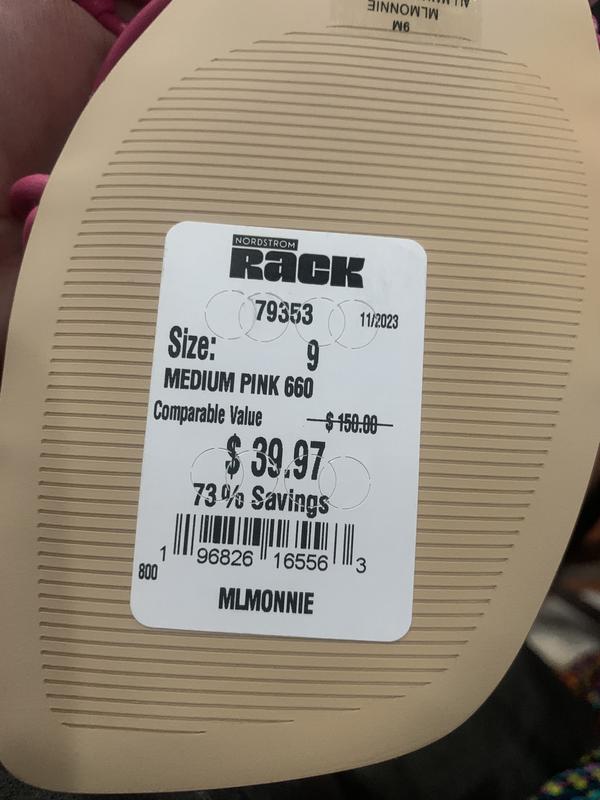 9M
MLMONNIE
NORDSTROM
Rack
79353 11/2023
Size: 9
MEDIUM PINK 660
Comparable Value $ 150.00
$ 39.97
73 % Savings
1 96826 16556 3
800
MLMONNIE